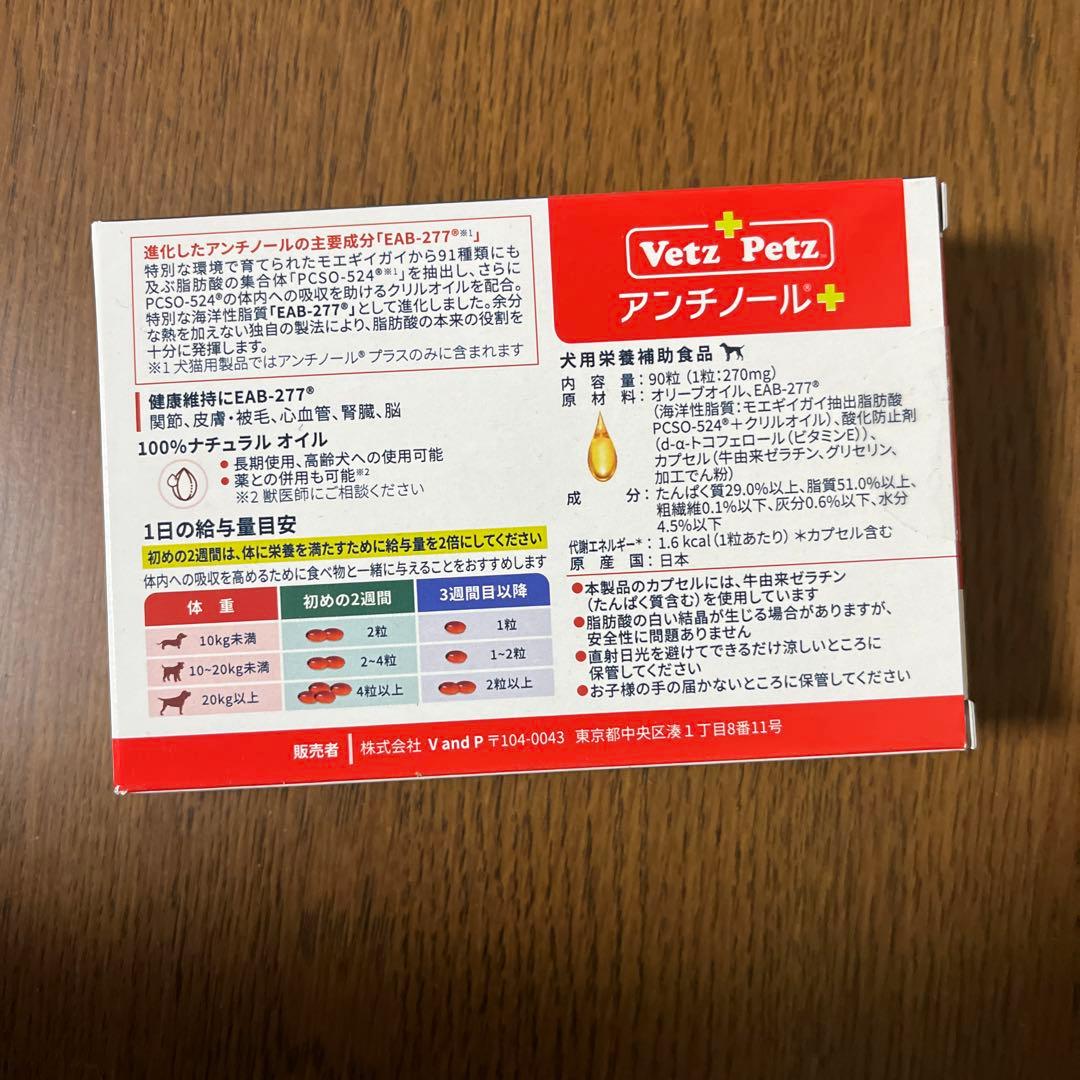 進化したアンチノールの主要成分「EAB-277®※1」
特別な環境で育てられたモエギイガイから91種類にも
及ぶ脂肪酸の集合体「PCSO-524®※1」を抽出し、さらに
PCSO-524®の体内への吸収を助けるクリルオイルを配合。
特別な海洋性脂質「EAB-277®」として進化しました。余分
な熱を加えない独自の製法により、脂肪酸の本来の役割を
十分に発揮します。
※1 犬猫用製品ではアンチノール® プラスのみに含まれます
健康維持にEAB-277®
関節、皮膚・被毛、心血管、腎臓、脳
100%ナチュラル オイル
●長期使用、高齢犬への使用可能
●薬との併用も可能※2
※2 獣医師にご相談ください
1日の給与量目安
初めの2週間は、体に栄養を満たすために給与量を2倍にしてください
体内への吸収を高めるために食べ物と一緒に与えることをおすすめします
体重 初めの2週間 3週間目以降
10kg未満 2粒 1粒
10~20kg未満 2~4粒 1~2粒
20kg以上 4粒以上 2粒以上
Vetz Petz™
アンチノール®+
犬用栄養補助食品
内容量:90粒(1粒:270mg)
原材料:オリーブオイル、EAB-277®
(海洋性脂質:モエギイガイ抽出脂肪酸
PCSO-524®+クリルオイル)、酸化防止剤
(d-α-トコフェロール(ビタミンE))、
カプセル(牛由来ゼラチン、グリセリン、
加工でん粉)
成分:たんぱく質29.0%以上、脂質51.0%以上、
粗繊維0.1%以下、灰分0.6%以下、水分
4.5%以下
代謝エネルギー*:1.6 kcal(1粒あたり) *カプセル含む
原産国:日本
●本製品のカプセルには、牛由来ゼラチン
(たんぱく質含む)を使用しています
●脂肪酸の白い結晶が生じる場合がありますが、
安全性に問題ありません
●直射日光を避けてできるだけ涼しいところに
保管してください
●お子様の手の届かないところに保管してください
販売者 株式会社 V and P 〒104-0043 東京都中央区湊1丁目8番11号